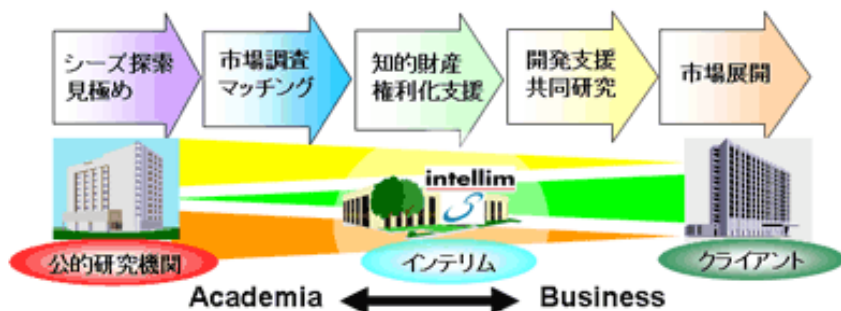 シーズ探索
見極め
市場調査
マッチング
知的財産
権利化支援
開発支援
共同研究
市場展開
intellim
公的研究機関
インテリム
クライアント
Academia
Business